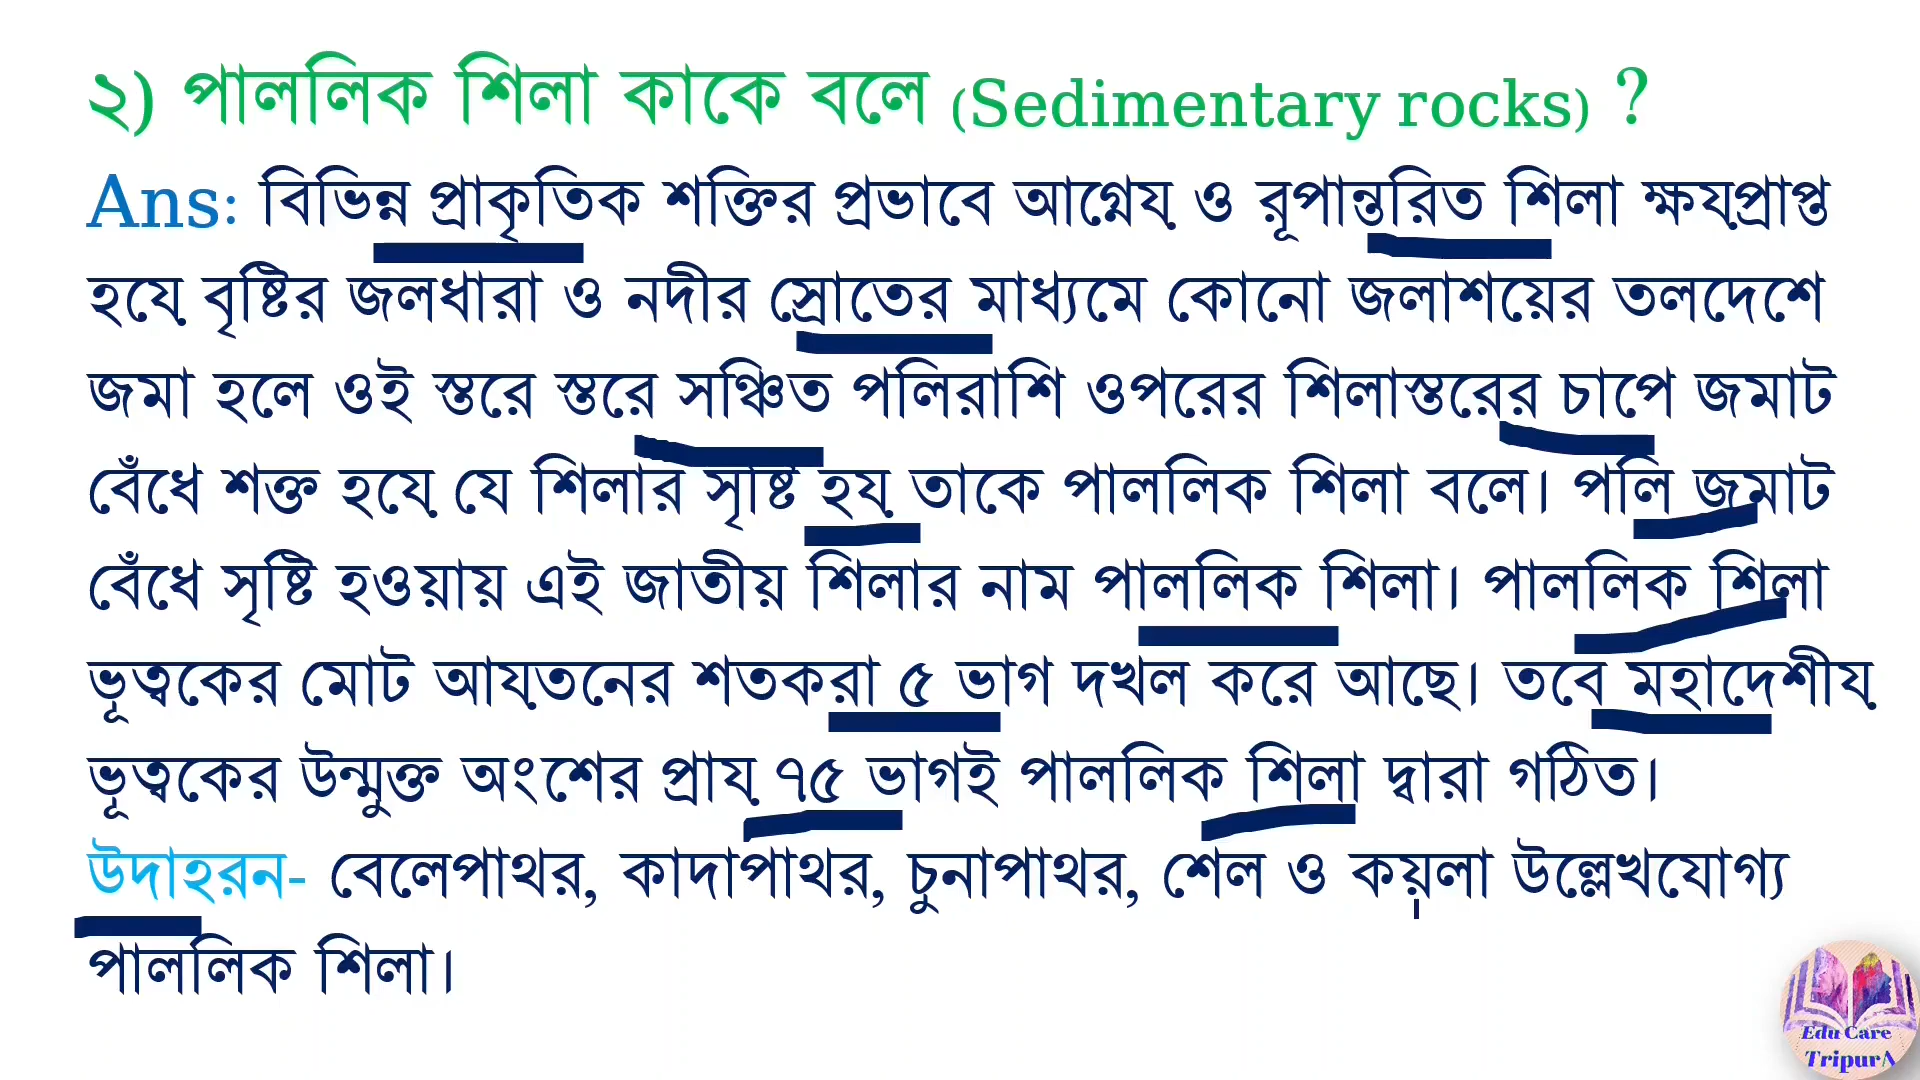 ২) পাললিক শিলা কাকে বলে (Sedimentary rocks) ?
Ans: বিভিন্ন প্রাকৃতিক শক্তির প্রভাবে আগ্নেয় ও রূপান্তরিত শিলা ক্ষয়প্রাপ্ত
হয়ে বৃষ্টির জলধারা ও নদীর স্রোতের মাধ্যমে কোনো জলাশয়ের তলদেশে
জমা হলে ওই স্তরে স্তরে সঞ্চিত পলিরাশি ওপরের শিলাস্তরের চাপে জমাট
বেঁধে শক্ত হয়ে যে শিলার সৃষ্টি হয় তাকে পাললিক শিলা বলে। পলি জমাট
বেঁধে সৃষ্টি হওয়ায় এই জাতীয় শিলার নাম পাললিক শিলা। পাললিক শিলা
ভূত্বকের মোট আয়তনের শতকরা ৫ ভাগ দখল করে আছে। তবে মহাদেশীয়
ভূত্বকের উন্মুক্ত অংশের প্রায় ৭৫ ভাগই পাললিক শিলা দ্বারা গঠিত।
উদাহরন- বেলেপাথর, কাদাপাথর, চুনাপাথর, শেল ও কয়লা উল্লেখযোগ্য
পাললিক শিলা।
Edu Care
TripurA